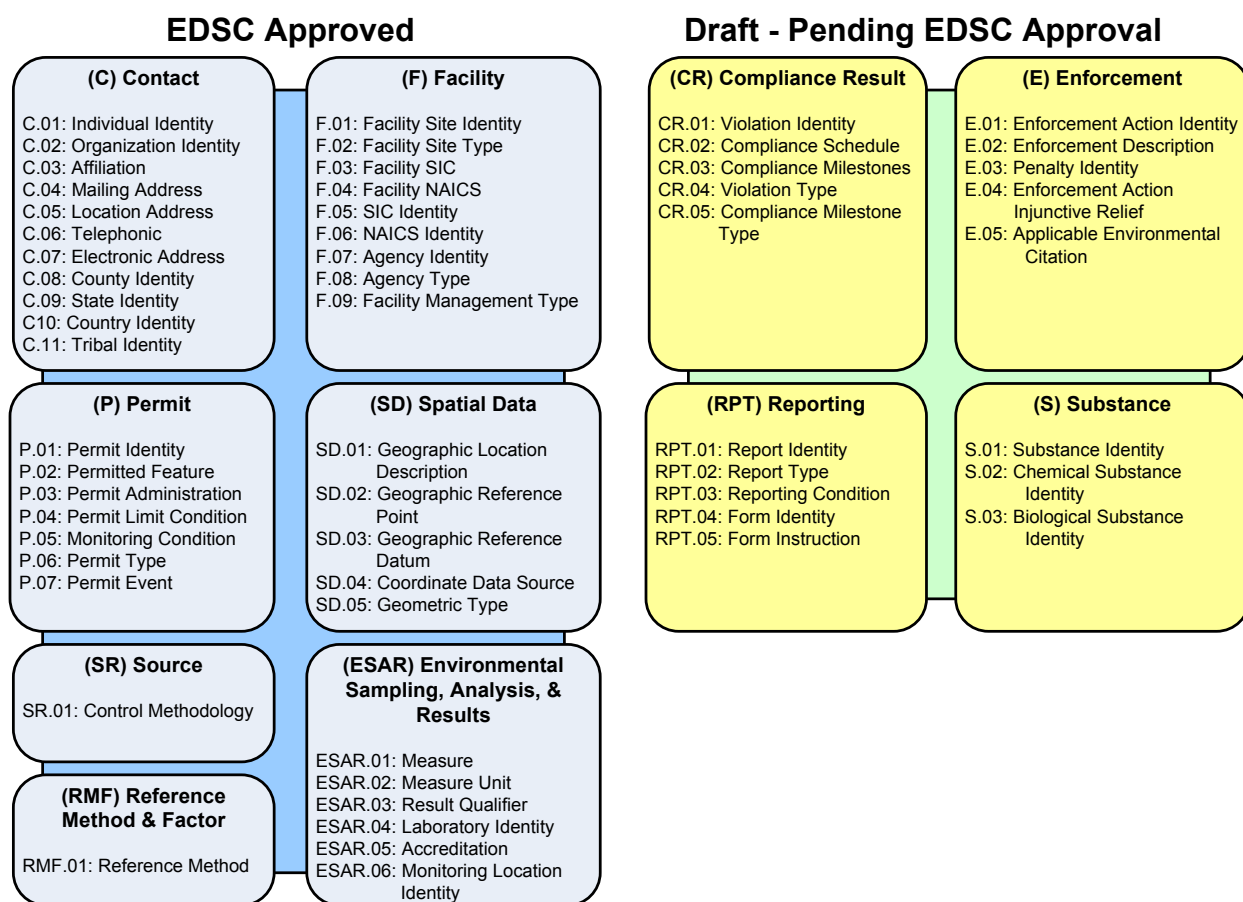 EDSC Approved
(C) Contact
C.01: Individual Identity
C.02: Organization Identity
C.03: Affiliation
C.04: Mailing Address
C.05: Location Address
C.06: Telephonic
C.07: Electronic Address
C.08: County Identity
C.09: State Identity
C10: Country Identity
C.11: Tribal Identity
(F) Facility
F.01: Facility Site Identity
F.02: Facility Site Type
F.03: Facility SIC
F.04: Facility NAICS
F.05: SIC Identity
F.06: NAICS Identity
F.07: Agency Identity
F.08: Agency Type
F.09: Facility Management Type
(P) Permit
P.01: Permit Identity
P.02: Permitted Feature
P.03: Permit Administration
P.04: Permit Limit Condition
P.05: Monitoring Condition
P.06: Permit Type
P.07: Permit Event
(SD) Spatial Data
SD.01: Geographic Location
Description
SD.02: Geographic Reference
Point
SD.03: Geographic Reference
Datum
SD.04: Coordinate Data Source
SD.05: Geometric Type
(SR) Source
SR.01: Control Methodology
(RMF) Reference
Method & Factor
RMF.01: Reference Method
(ESAR) Environmental
Sampling, Analysis, &
Results
ESAR.01: Measure
ESAR.02: Measure Unit
ESAR.03: Result Qualifier
ESAR.04: Laboratory Identity
ESAR.05: Accreditation
ESAR.06: Monitoring Location
Identity
Draft - Pending EDSC Approval
(CR) Compliance Result
CR.01: Violation Identity
CR.02: Compliance Schedule
CR.03: Compliance Milestones
CR.04: Violation Type
CR.05: Compliance Milestone
Type
(E) Enforcement
E.01: Enforcement Action Identity
E.02: Enforcement Description
E.03: Penalty Identity
E.04: Enforcement Action
Injunctive Relief
E.05: Applicable Environmental
Citation
(RPT) Reporting
RPT.01: Report Identity
RPT.02: Report Type
RPT.03: Reporting Condition
RPT.04: Form Identity
RPT.05: Form Instruction
(S) Substance
S.01: Substance Identity
S.02: Chemical Substance
Identity
S.03: Biological Substance
Identity